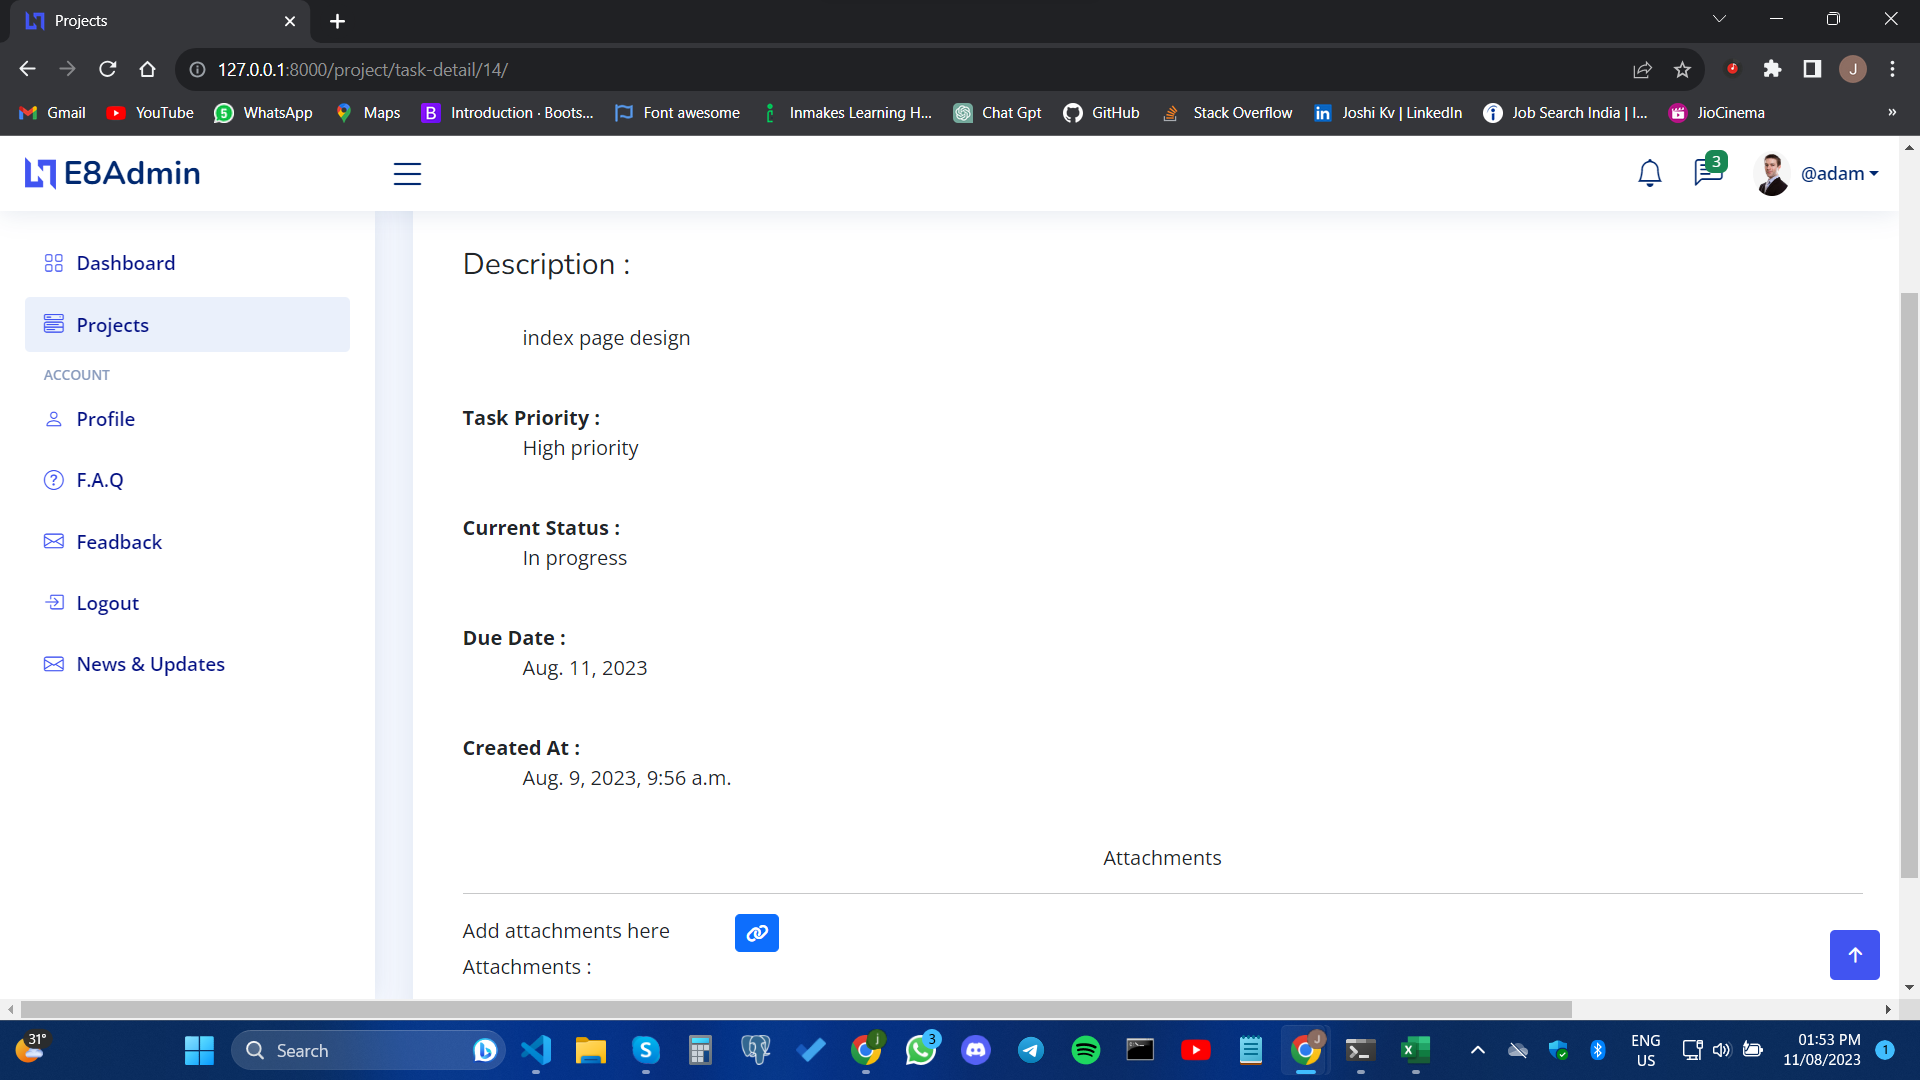 Projects
127.0.0.1:8000/project/task-detail/14/
J
Gmail
YouTube
5
WhatsApp
Maps
B
Introduction · Boots...
Font awesome
Inmakes Learning H...
Chat Gpt
GitHub
Stack Overflow
in
Joshi Kv | LinkedIn
Job Search India | I...
JioCinema
»
E8Admin
3
@adam
Dashboard
Projects
ACCOUNT
Profile
F.A.Q
Feadback
Logout
News & Updates
Description :
index page design
Task Priority :
High priority
Current Status :
In progress
Due Date :
Aug. 11, 2023
Created At :
Aug. 9, 2023, 9:56 a.m.
Attachments
Add attachments here
Attachments :
31°
Search
S
j
3
J
X
ENG
US
01:53 PM
11/08/2023
1